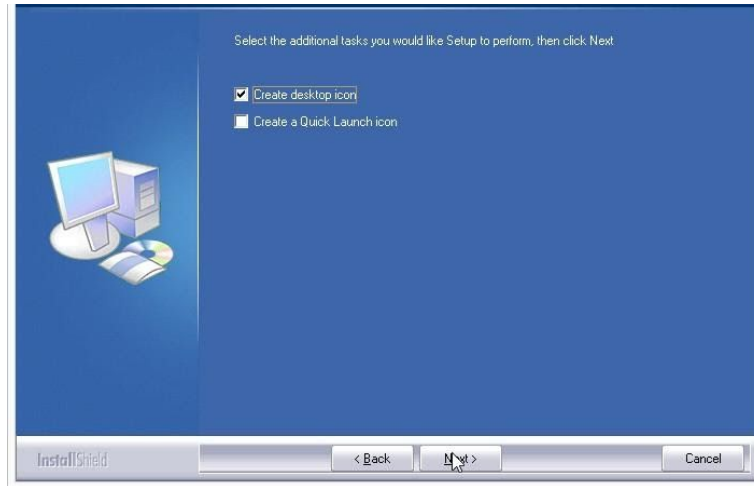 Select the additional tasks you would like Setup to perform, then click Next
Create desktop icon
Create a Quick Launch icon
InstallShield
< Back
Next >
Cancel